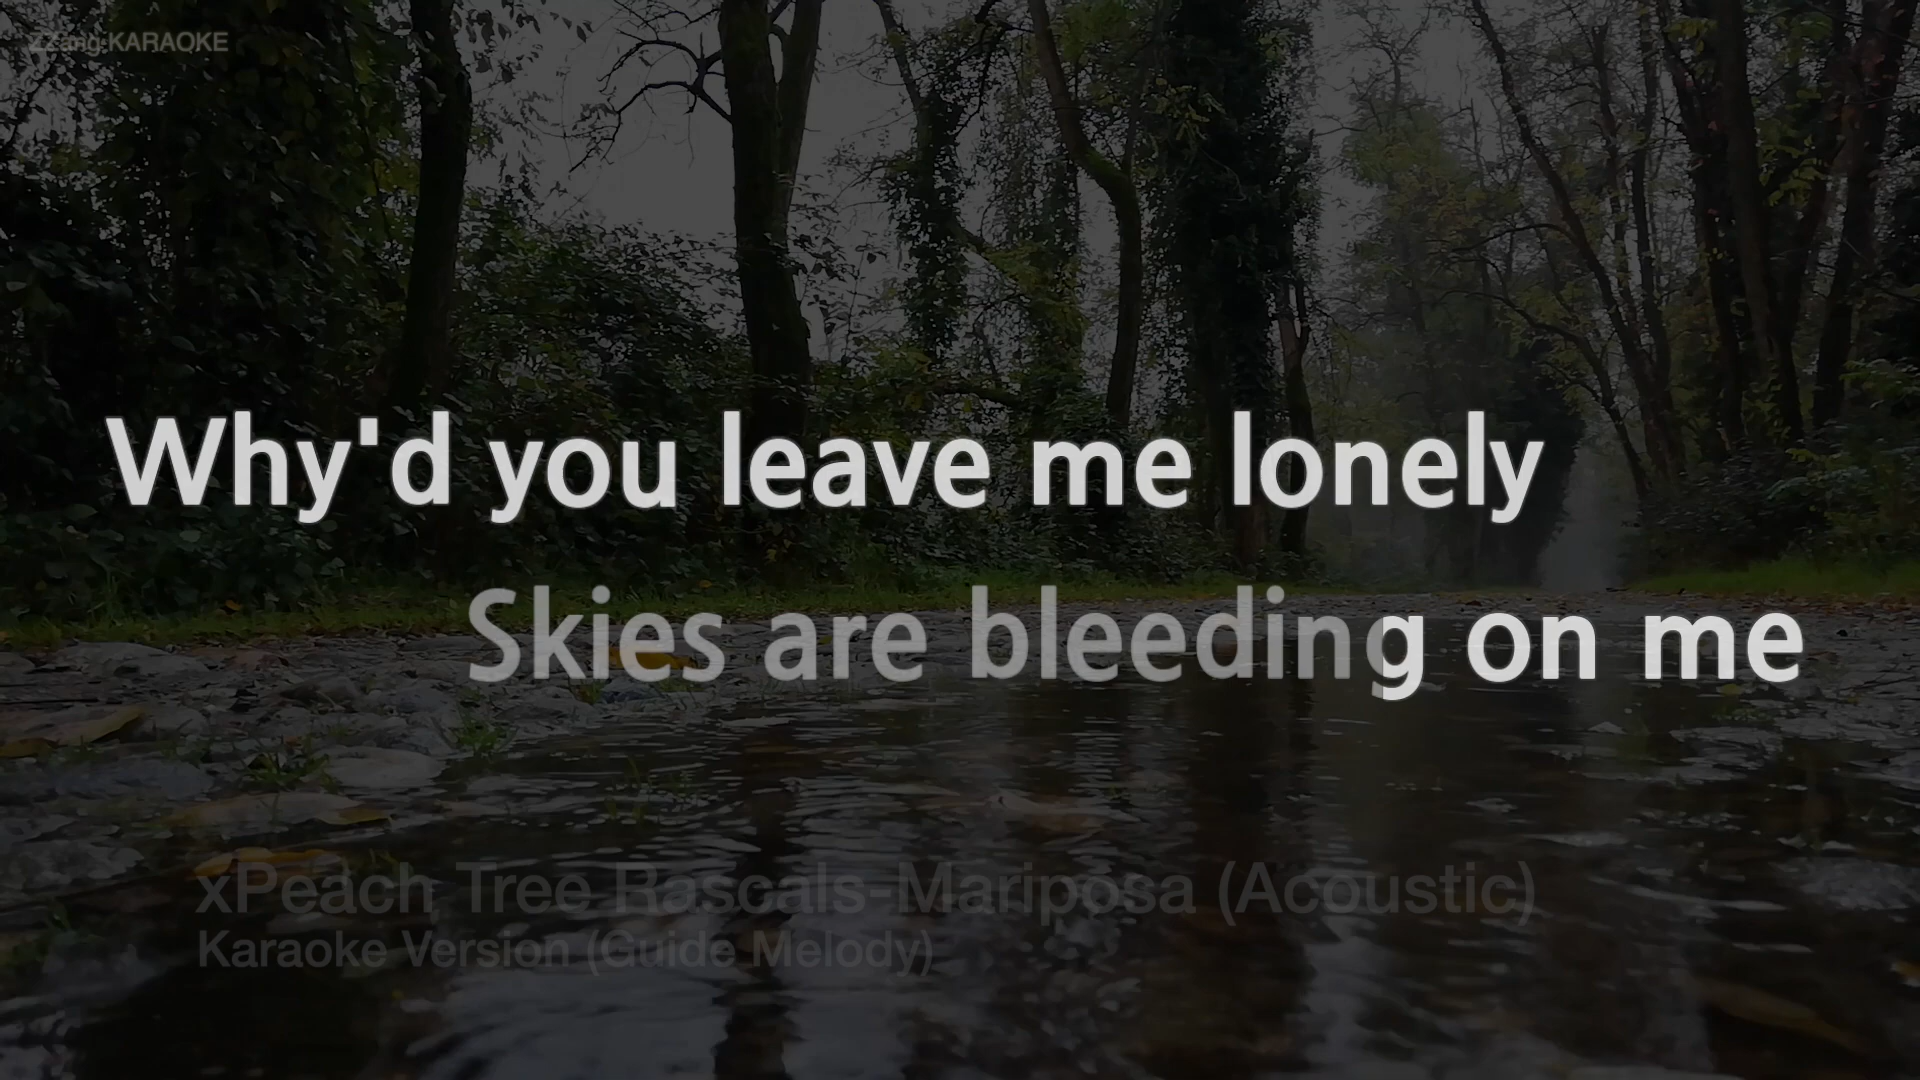 ZZang KARAOKE
Why'd you leave me lonely
Skies are bleeding on me
xPeach Tree Rascals-Mariposa (Acoustic)
Karaoke Version (Guide Melody)